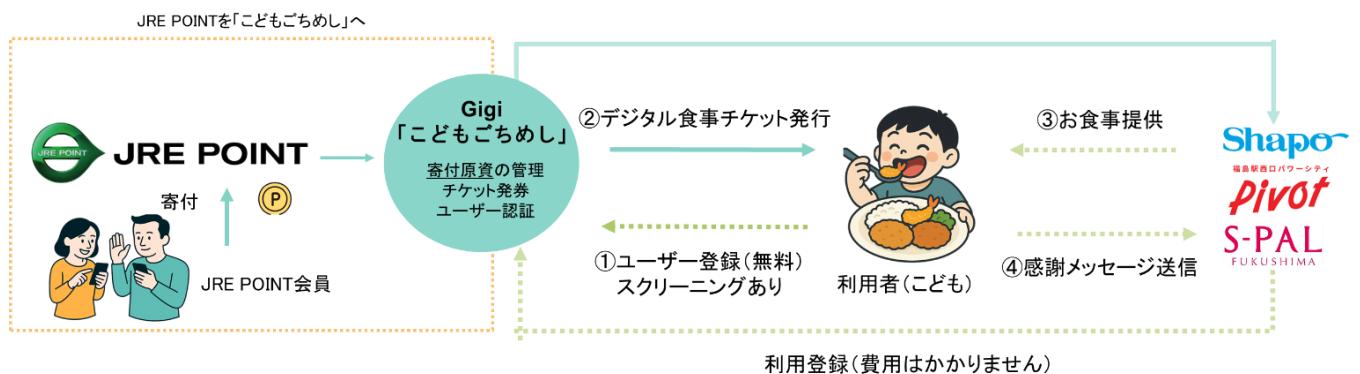 JRE POINTを「こどもごちめし」へ
JRE POINT
JRE POINT
寄付
P
JRE POINT会員
Gigi
「こどもごちめし」
寄付原資の管理
チケット発券
ユーザー認証
②デジタル食事チケット発行
①ユーザー登録(無料)
スクリーニングあり
利用者(こども)
③お食事提供
④感謝メッセージ送信
Shapo
福島駅西口パワーシティ
Pivot
S-PAL
FUKUSHIMA
利用登録(費用はかかりません)